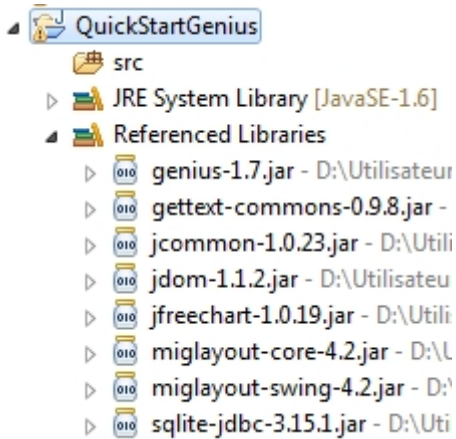 QuickStartGenius
src
JRE System Library [JavaSE-1.6]
Referenced Libraries
genius-1.7.jar - D:\Utilisateur
gettext-commons-0.9.8.jar -
jcommon-1.0.23.jar - D:\Utili
jdom-1.1.2.jar - D:\Utilisateu
jfreechart-1.0.19.jar - D:\Utilis
miglayout-core-4.2.jar - D:\U
miglayout-swing-4.2.jar - D:\
sqlite-jdbc-3.15.1.jar - D:\Uti